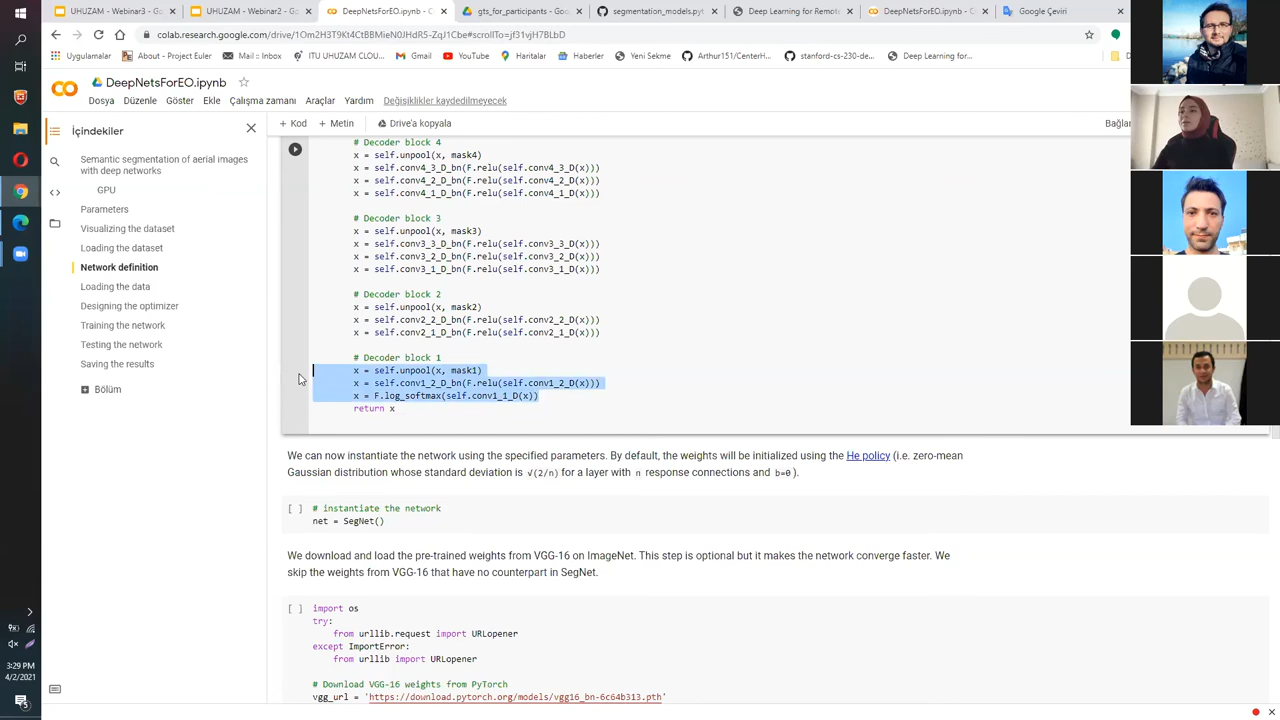 UHUZAM - Webinar3 - Google
UHUZAM - Webinar2 - Google
DeepNetsForEO.ipynb
gts_for_participants - Google
segmentation_models.py
Deep Learning for Remot
DeepNetsForEO.ipynb
Google Çeviri
colab.research.google.com/drive/1Om2H3T9Kt4CtBBMieN0JHdR5-ZqJ1Cbe#scrollTo=jf3TvgHTBLbD
Uygulamalar
About - Papers For...
Mail :: Inbox
ITU UHUZAM CLOU...
Gmail
YouTube
Haritalar
Haberler
Yeni Sekme
Arthur151/CenterH...
stanford-cs-230-de...
Deep Learning for...
DeepNetsForEO.ipynb
Dosya Düzenle Göster Ekle Çalışma zamanı Araçlar Yardım Değişiklikler kaydedilmeyecek
İçindekiler
+ Kod + Metin Drive'a kopyala
Bağlan
Semantic segmentation of aerial images
with deep networks
GPU
Parameters
Visualizing the dataset
Loading the dataset
Network definition
Loading the data
Designing the optimizer
Training the network
Testing the network
Saving the results
Bölüm
# Decoder block 4
x = self.unpool(x, mask4)
x = self.conv4_3_D_bn(F.relu(self.conv4_3_D(x)))
x = self.conv4_2_D_bn(F.relu(self.conv4_2_D(x)))
x = self.conv4_1_D_bn(F.relu(self.conv4_1_D(x)))
# Decoder block 3
x = self.unpool(x, mask3)
x = self.conv3_3_D_bn(F.relu(self.conv3_3_D(x)))
x = self.conv3_2_D_bn(F.relu(self.conv3_2_D(x)))
x = self.conv3_1_D_bn(F.relu(self.conv3_1_D(x)))
# Decoder block 2
x = self.unpool(x, mask2)
x = self.conv2_2_D_bn(F.relu(self.conv2_2_D(x)))
x = self.conv2_1_D_bn(F.relu(self.conv2_1_D(x)))
# Decoder block 1
x = self.unpool(x, mask1)
x = self.conv1_2_D_bn(F.relu(self.conv1_2_D(x)))
x = F.log_softmax(self.conv1_1_D(x))
return x
We can now instantiate the network using the specified parameters. By default, the weights will be initialized using the He policy (i.e. zero-mean
Gaussian distribution whose standard deviation is √(2/n) for a layer with n response connections and b=0).
[ ] # instantiate the network
net = SegNet()
We download and load the pre-trained weights from VGG-16 on ImageNet. This step is optional but it makes the network converge faster. We
skip the weights from VGG-16 that have no counterpart in SegNet.
[ ] import os
try:
from urllib.request import URLopener
except ImportError:
from urllib import URLopener
# Download VGG-16 weights from PyTorch
vgg_url = 'https://download.pytorch.org/models/vgg16_bn-6c64b313.pth'
3:29 PM
4/2/2021
5